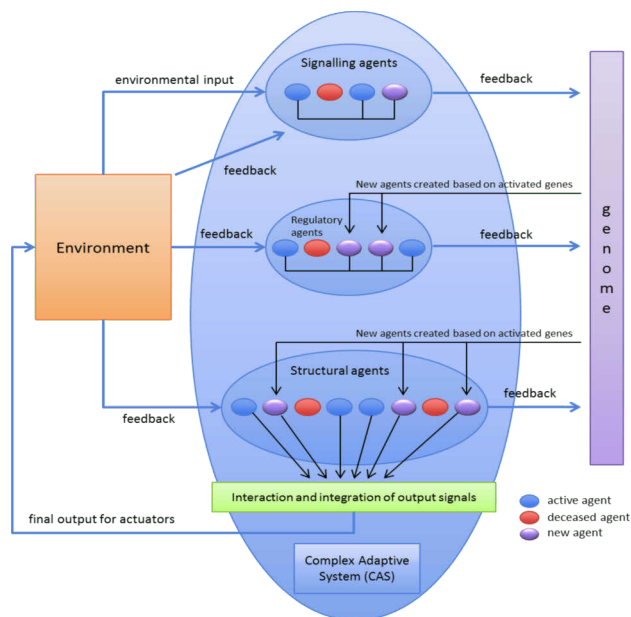 Signalling agents
environmental input
feedback
feedback
New agents created based on activated genes
Regulatory
agents
feedback
feedback
Environment
genome
New agents created based on activated genes
Structural agents
feedback
feedback
Interaction and integration of output signals
final output for actuators
active agent
deceased agent
new agent
Complex Adaptive
System (CAS)